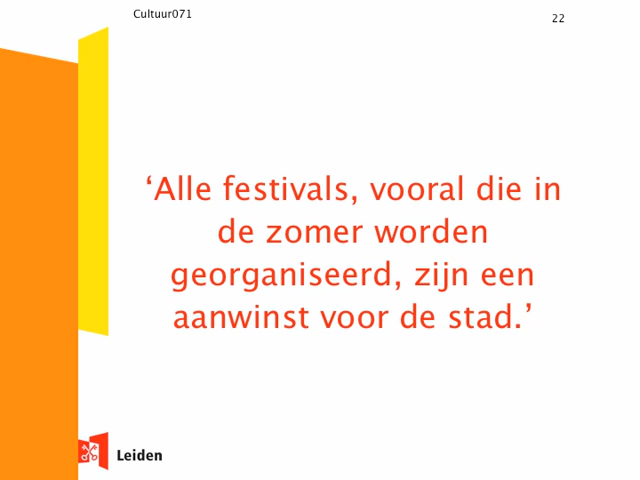 Cultuur071
22
‘Alle festivals, vooral die in
de zomer worden
georganiseerd, zijn een
aanwinst voor de stad.’
Leiden